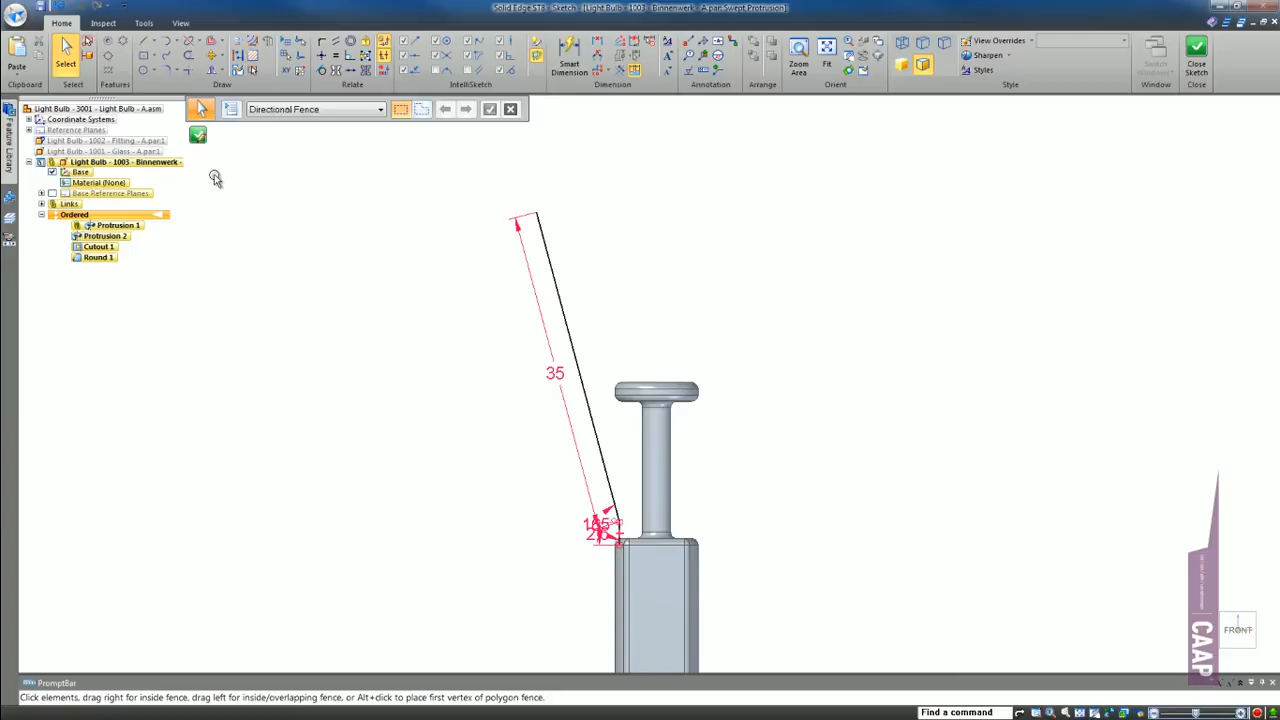 Solid Edge ST8 - Sketch - [Light Bulb - 1003 - Binnenwerk - A.par:Swept Protrusion]
Home Inspect Tools View
Paste
Select
Smart Dimension
Zoom Area
Fit
View Overrides
Sharpen
Styles
Switch Windows
Close Sketch
Clipboard Select Features Draw Relate IntelliSketch Dimension Annotation Arrange Orient Style Window Close
Directional Fence
Feature Library
Light Bulb - 3001 - Light Bulb - A.asm
Coordinate Systems
Reference Planes
Light Bulb - 1002 - Fitting - A.par:1
Light Bulb - 1001 - Glass - A.par:1
Light Bulb - 1003 - Binnenwerk -
Base
Material (None)
Base Reference Planes
Links
Ordered
Protrusion 1
Protrusion 2
Cutout 1
Round 1
35
FRONT
CAAP
PromptBar
Click elements, drag right for inside fence, drag left for inside/overlapping fence, or Alt+click to place first vertex of polygon fence.
Find a command